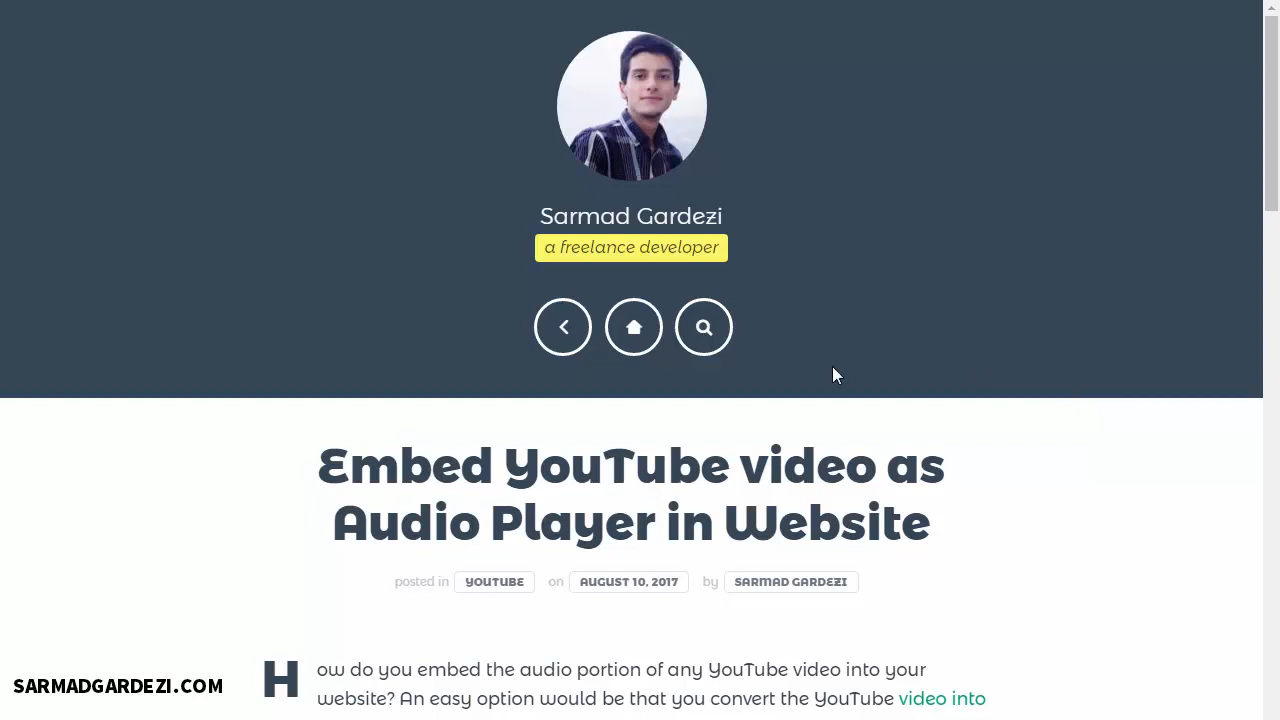 Sarmad Gardezi
a freelance developer
Embed YouTube video as
Audio Player in Website
posted in YOUTUBE on AUGUST 10, 2017 by SARMAD GARDEZI
How do you embed the audio portion of any YouTube video into your
website? An easy option would be that you convert the YouTube video into
SARMADGARDEZI.COM